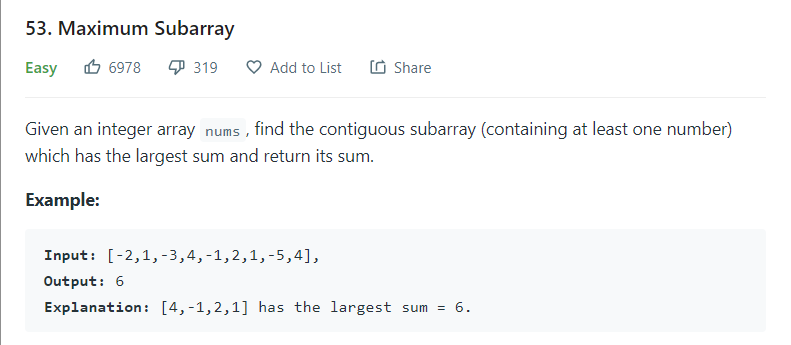 53. Maximum Subarray
Easy 6978 319 Add to List Share
Given an integer array nums , find the contiguous subarray (containing at least one number)
which has the largest sum and return its sum.
Example:
Input: [-2,1,-3,4,-1,2,1,-5,4],
Output: 6
Explanation: [4,-1,2,1] has the largest sum = 6.